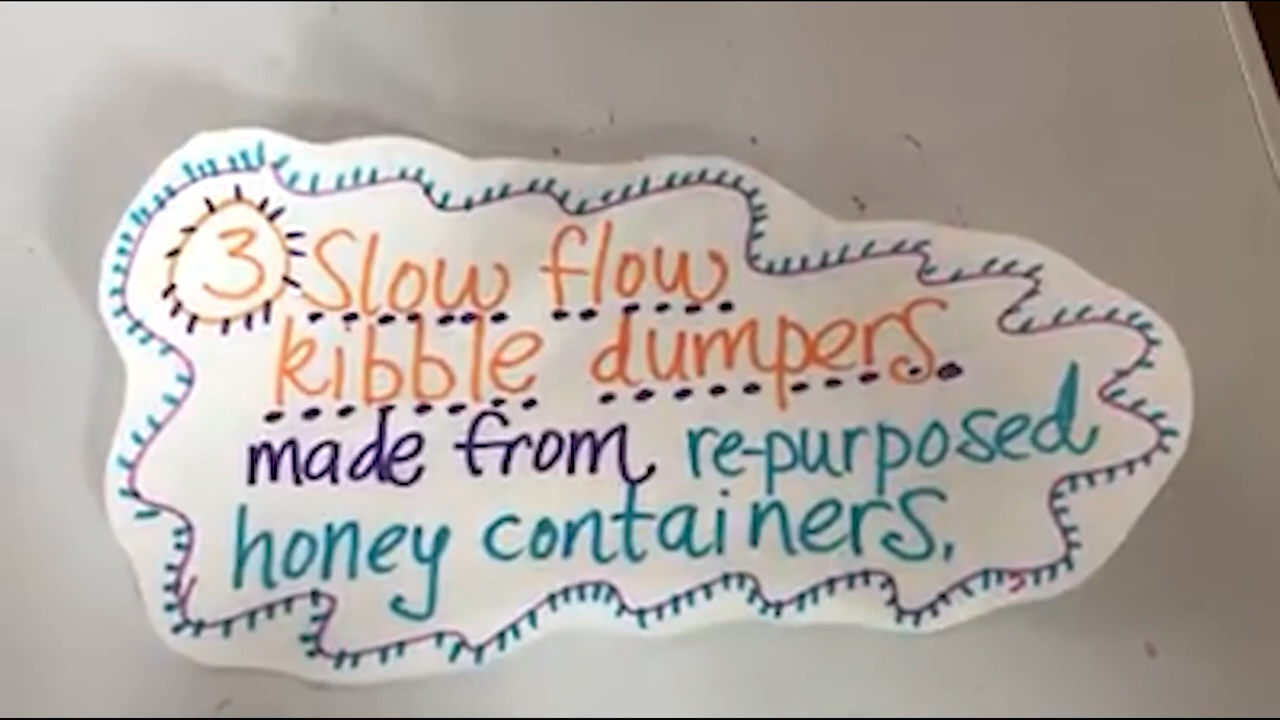 3 Slow flow
kibble dumpers.
made from re-purposed
honey containers.